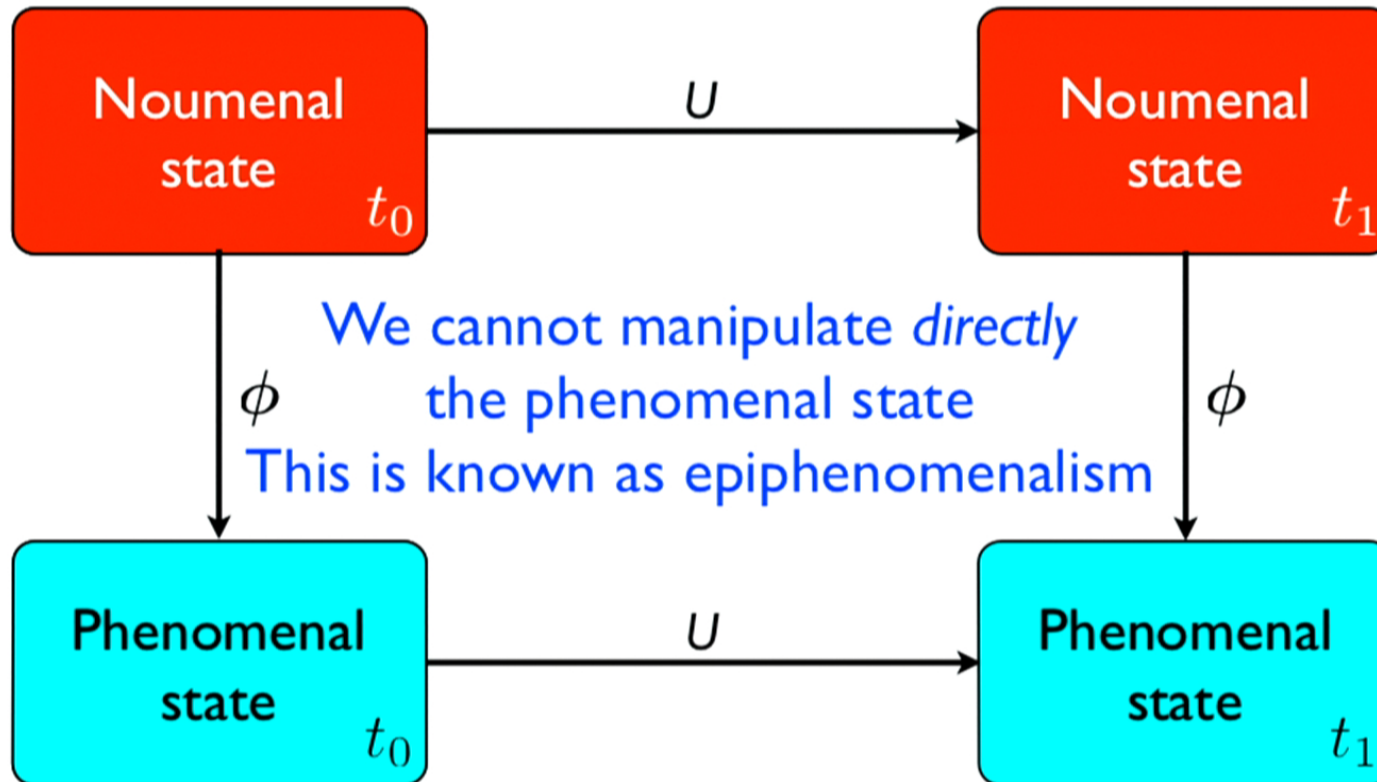 Noumenal
state
t₀
U
Noumenal
state
t₁
We cannot manipulate directly
the phenomenal state
This is known as epiphenomenalism
ϕ
ϕ
Phenomenal
state
t₀
U
Phenomenal
state
t₁